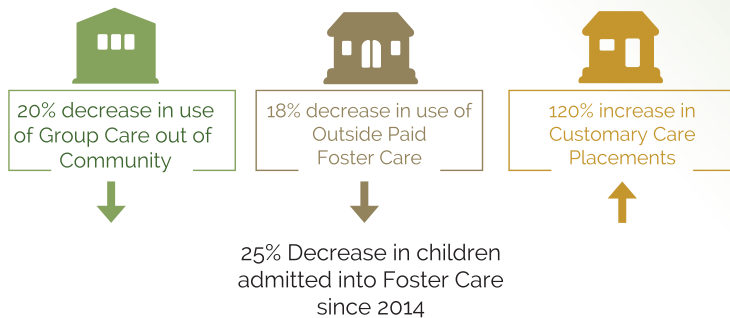 20% decrease in use
of Group Care out of
Community
18% decrease in use of
Outside Paid
Foster Care
120% increase in
Customary Care
Placements
25% Decrease in children
admitted into Foster Care
since 2014